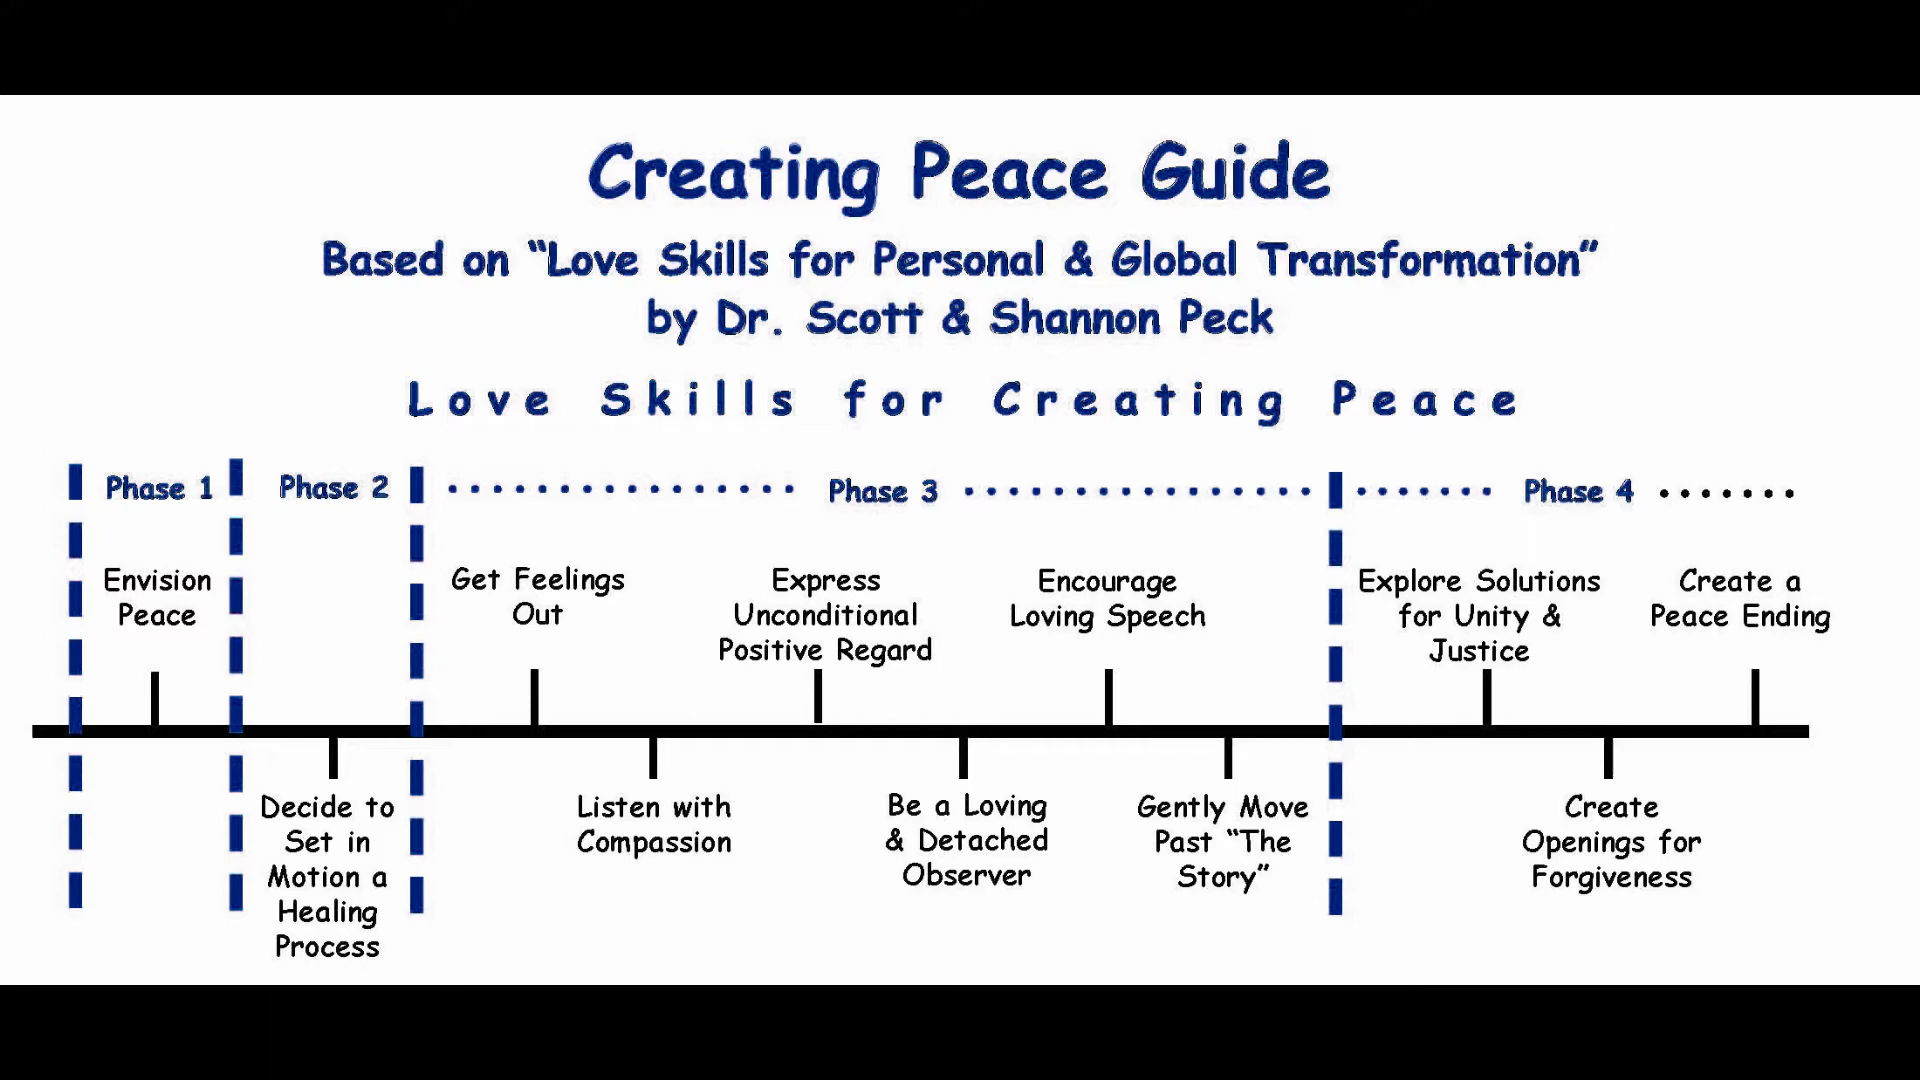 Creating Peace Guide
Based on “Love Skills for Personal & Global Transformation”
by Dr. Scott & Shannon Peck
Love Skills for Creating Peace
Phase 1
Phase 2
Phase 3
Phase 4
Envision
Peace
Decide to
Set in
Motion a
Healing
Process
Get Feelings
Out
Listen with
Compassion
Express
Unconditional
Positive Regard
Be a Loving
& Detached
Observer
Encourage
Loving Speech
Gently Move
Past “The
Story”
Explore Solutions
for Unity &
Justice
Create
Openings for
Forgiveness
Create a
Peace Ending